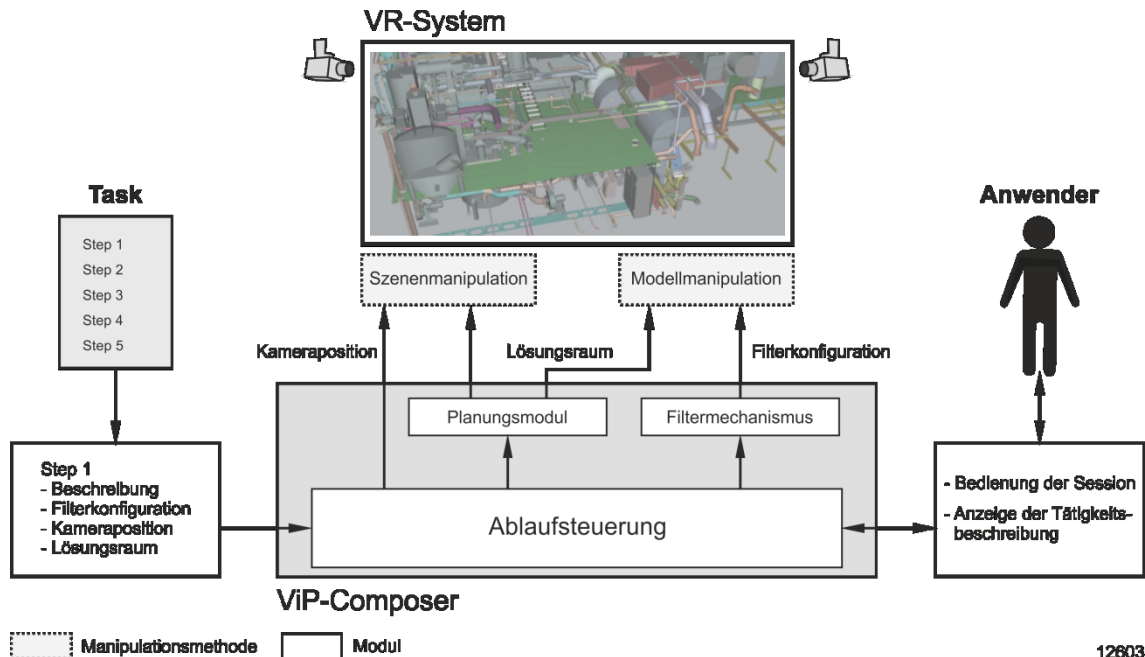 VR-System
Task
Step 1
Step 2
Step 3
Step 4
Step 5
Anwender
Szenenmanipulation
Modellmanipulation
Kameraposition
Lösungsraum
Filterkonfiguration
Planungsmodul
Filtermechanismus
Step 1
- Beschreibung
- Filterkonfiguration
- Kameraposition
- Lösungsraum
Ablaufsteuerung
- Bedienung der Session
- Anzeige der Tätigkeits-
beschreibung
ViP-Composer
Manipulationsmethode
Modul
12603